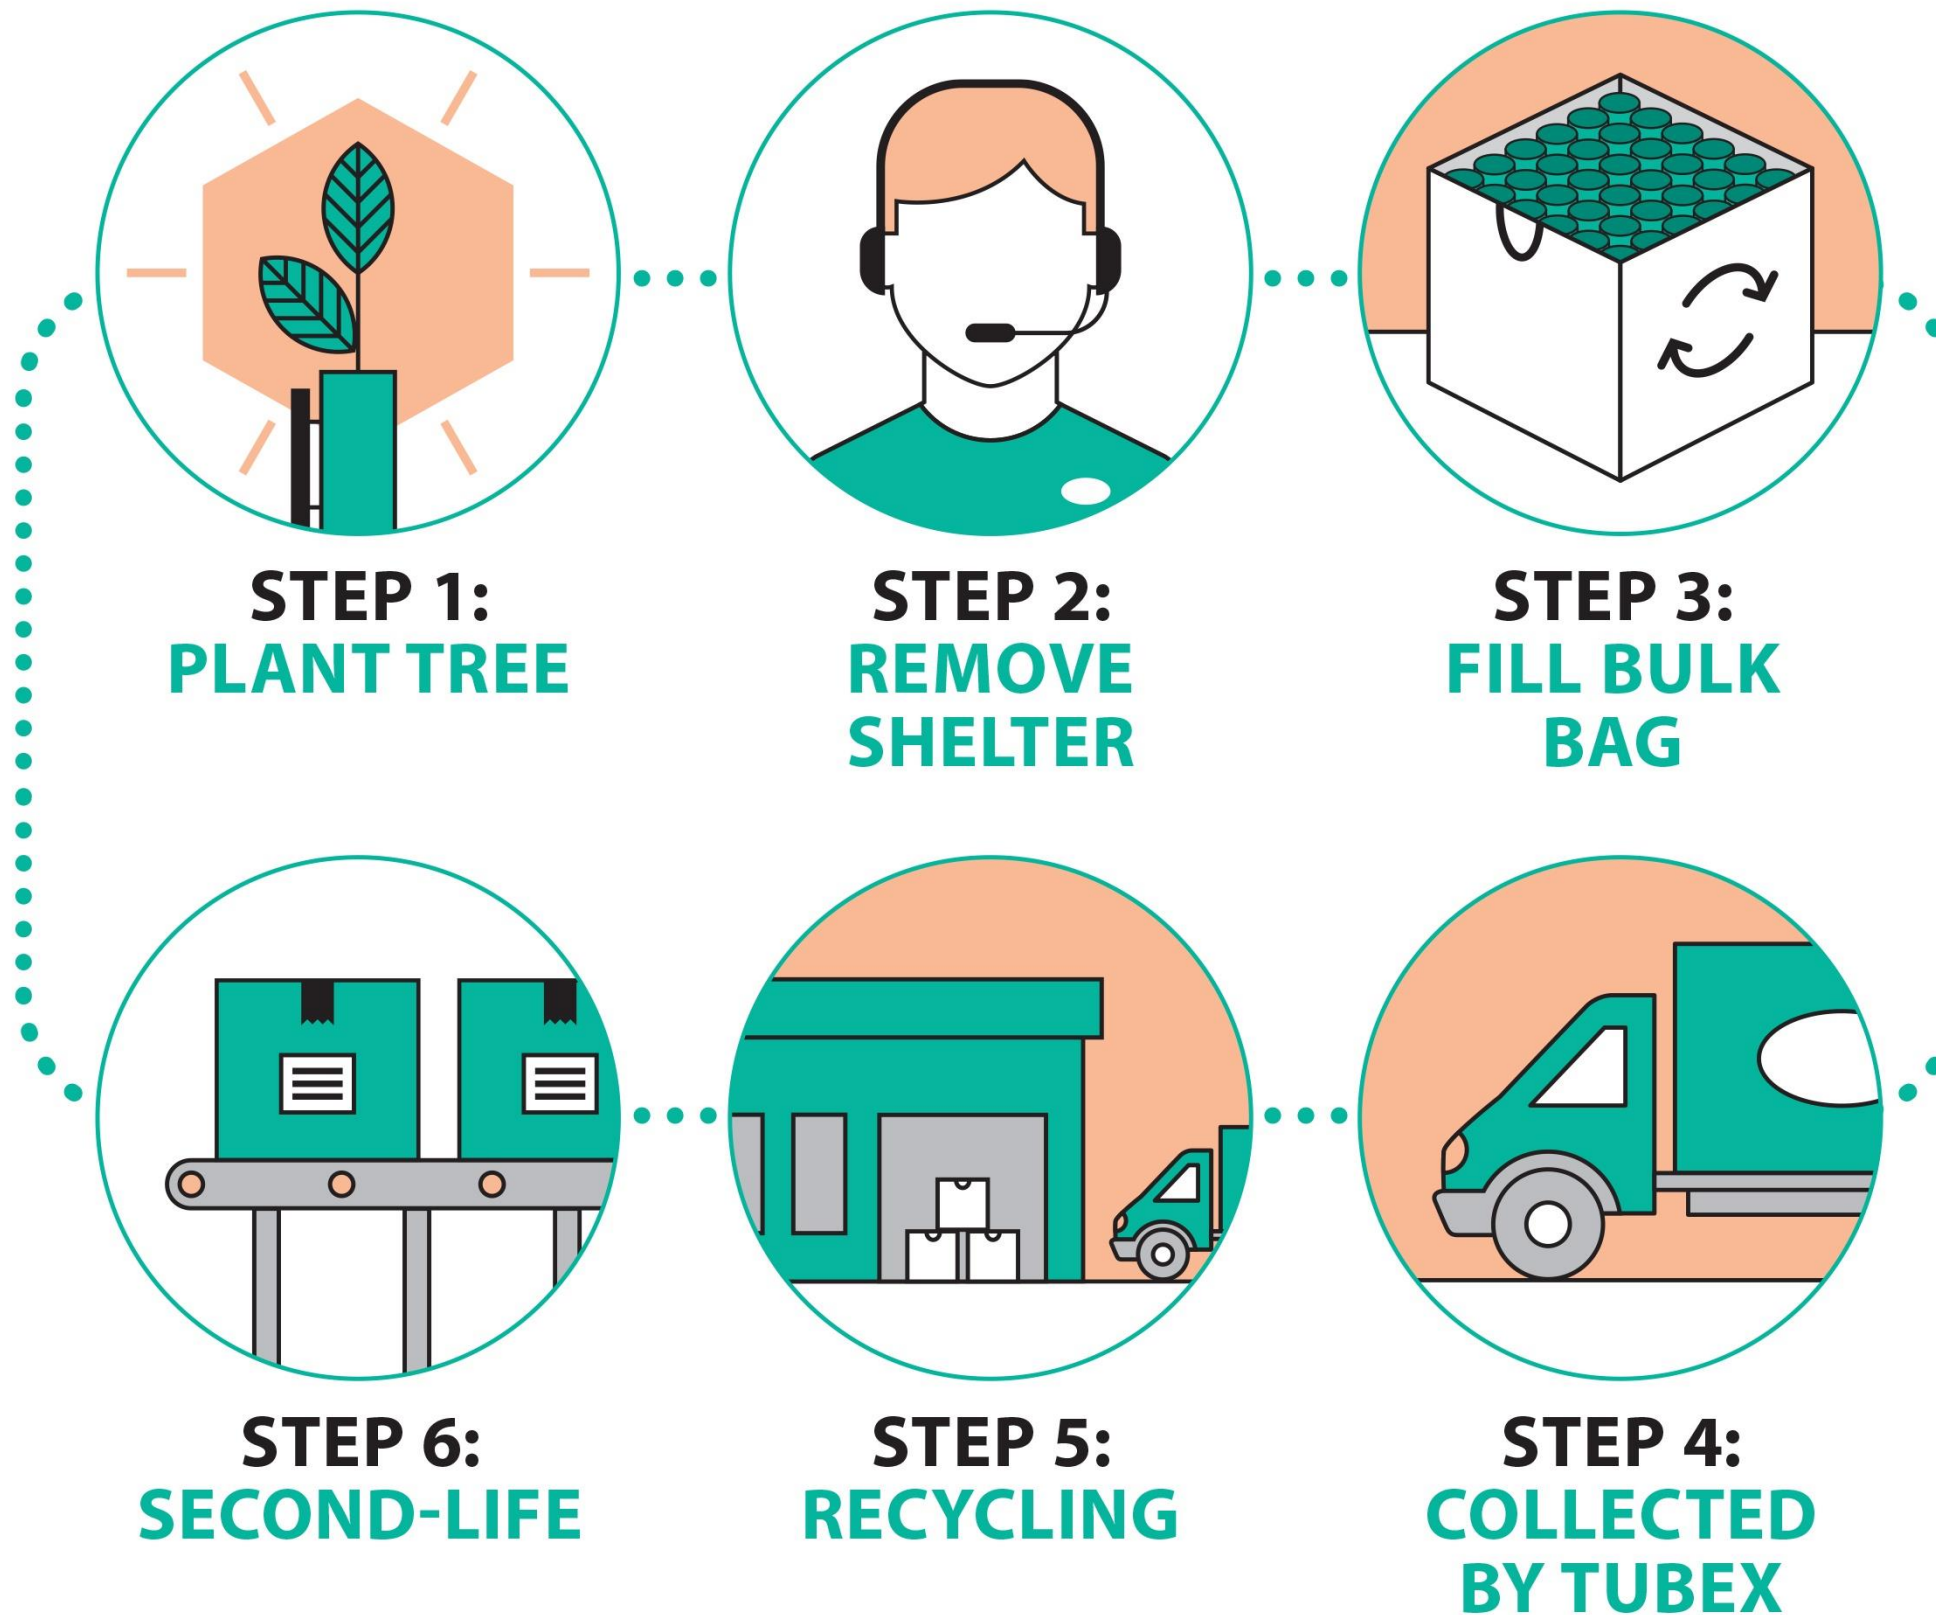 STEP 1:
PLANT TREE
STEP 2:
REMOVE
SHELTER
STEP 3:
FILL BULK
BAG
STEP 6:
SECOND-LIFE
STEP 5:
RECYCLING
STEP 4:
COLLECTED
BY TUBEX